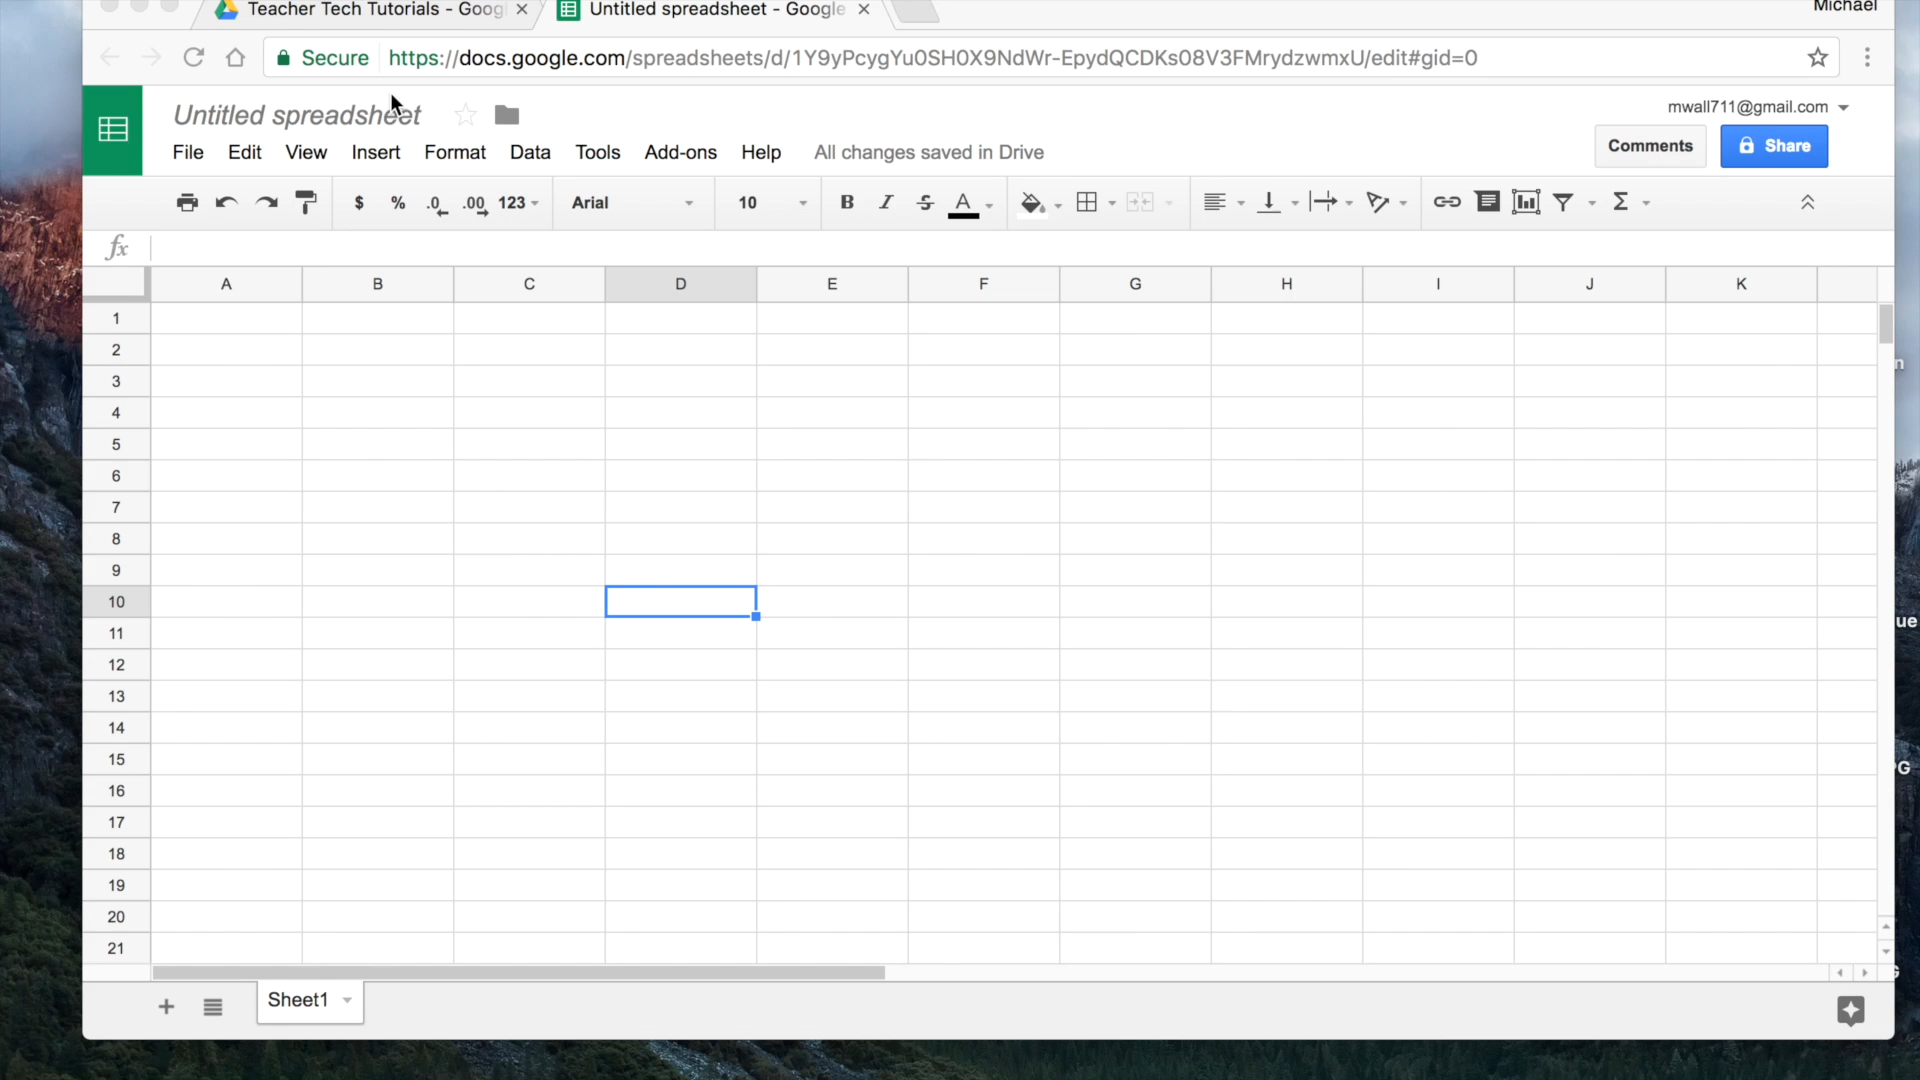 Teacher Tech Tutorials - Googl
Untitled spreadsheet - Google
Michael
Secure
https://docs.google.com/spreadsheets/d/1Y9yPcygYu0SH0X9NdWr-EpydQCDKs08V3FMrydzwmxU/edit#gid=0
Untitled spreadsheet
mwall711@gmail.com
File Edit View Insert Format Data Tools Add-ons Help All changes saved in Drive
Comments
Share
$ % .0 .00 123 Arial 10 B I S A Σ
fx
A B C D E F G H I J K
1
2
3
4
5
6
7
8
9
10
11
12
13
14
15
16
17
18
19
20
21
Sheet1
ue